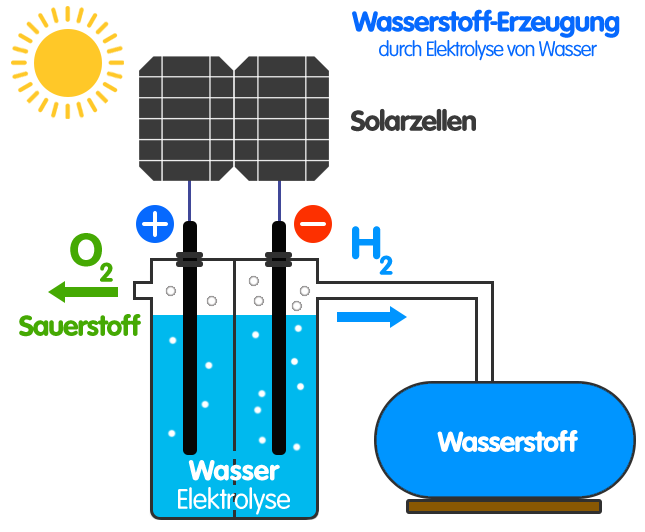 Wasserstoff-Erzeugung
durch Elektrolyse von Wasser
Solarzellen
+
−
O2
H2
Sauerstoff
Wasserstoff
Wasser
Elektrolyse